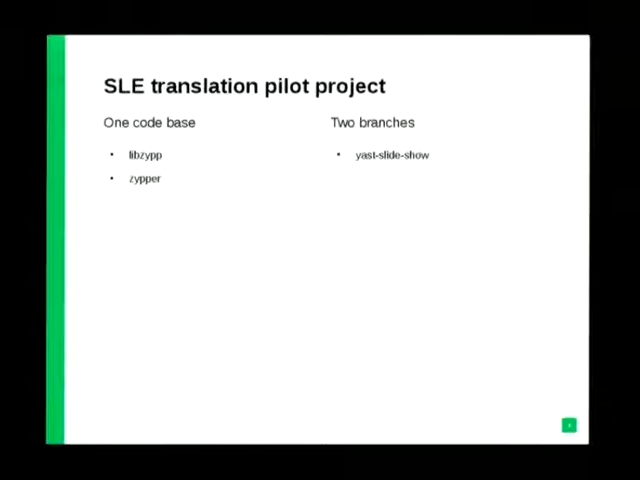 SLE translation pilot project
One code base
• libzypp
• zypper
Two branches
• yast-slide-show